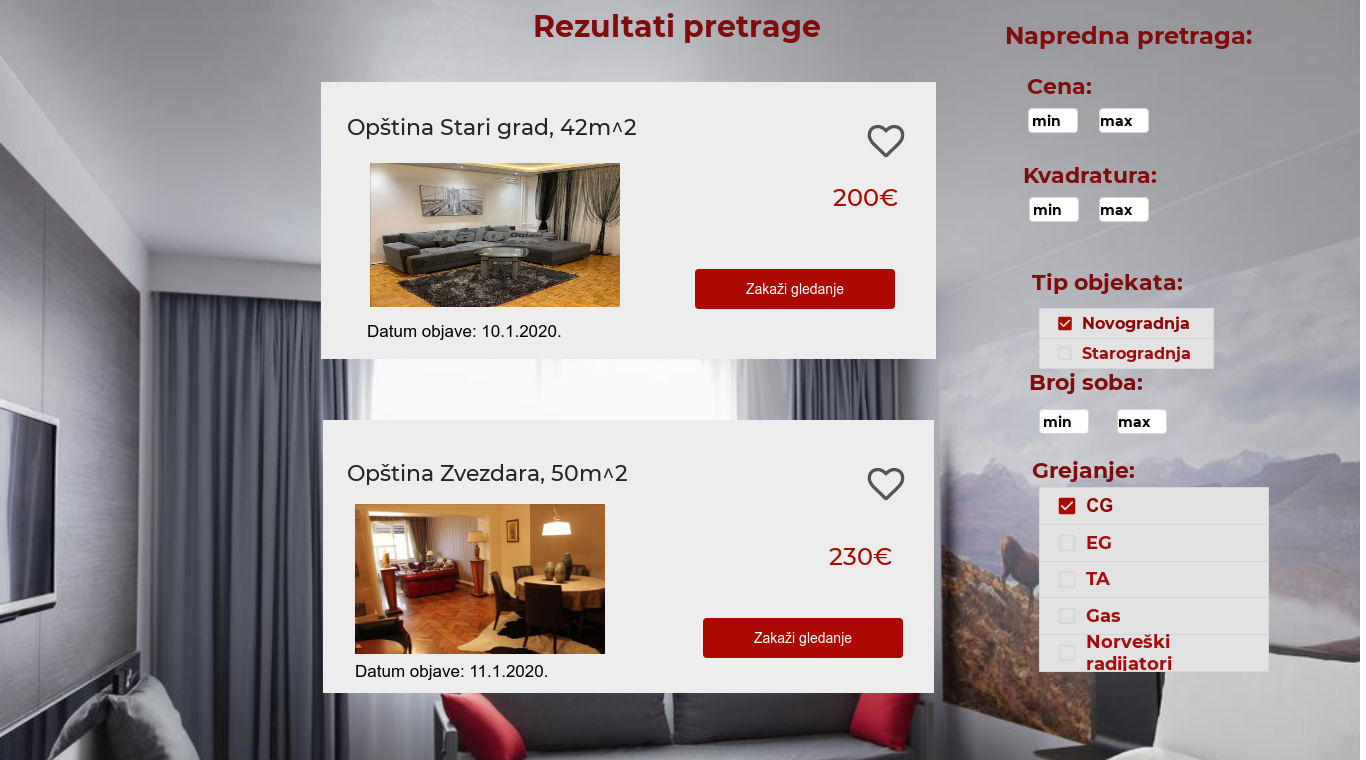 Rezultati pretrage
Opština Stari grad, 42m^2
200€
Zakaži gledanje
Datum objave: 10.1.2020.
Opština Zvezdara, 50m^2
230€
Zakaži gledanje
Datum objave: 11.1.2020.
Napredna pretraga:
Cena:
min max
Kvadratura:
min max
Tip objekata:
Novogradnja
Starogradnja
Broj soba:
min max
Grejanje:
CG
EG
TA
Gas
Norveški
radijatori